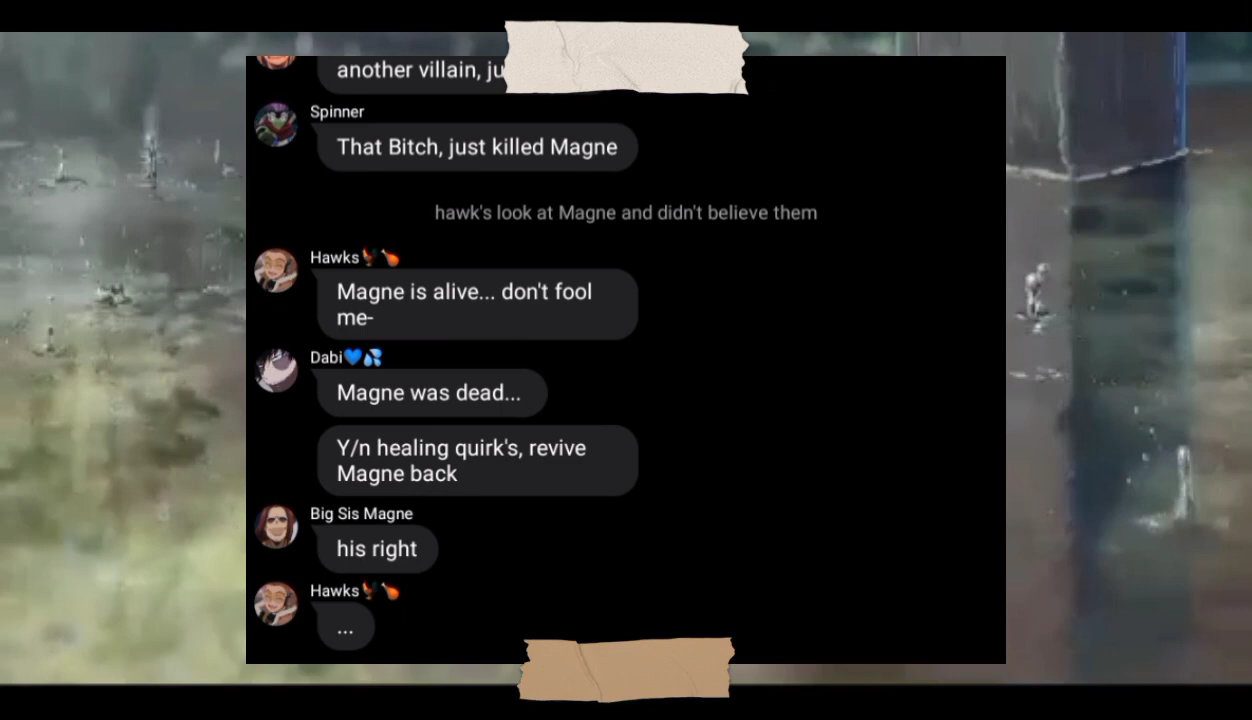 another villain, ju
Spinner
That Bitch, just killed Magne
hawk's look at Magne and didn't believe them
Hawks🐓🍗
Magne is alive... don't fool
me-
Dabi💙💦
Magne was dead...
Y/n healing quirk's, revive
Magne back
Big Sis Magne
his right
Hawks🐓🍗
...